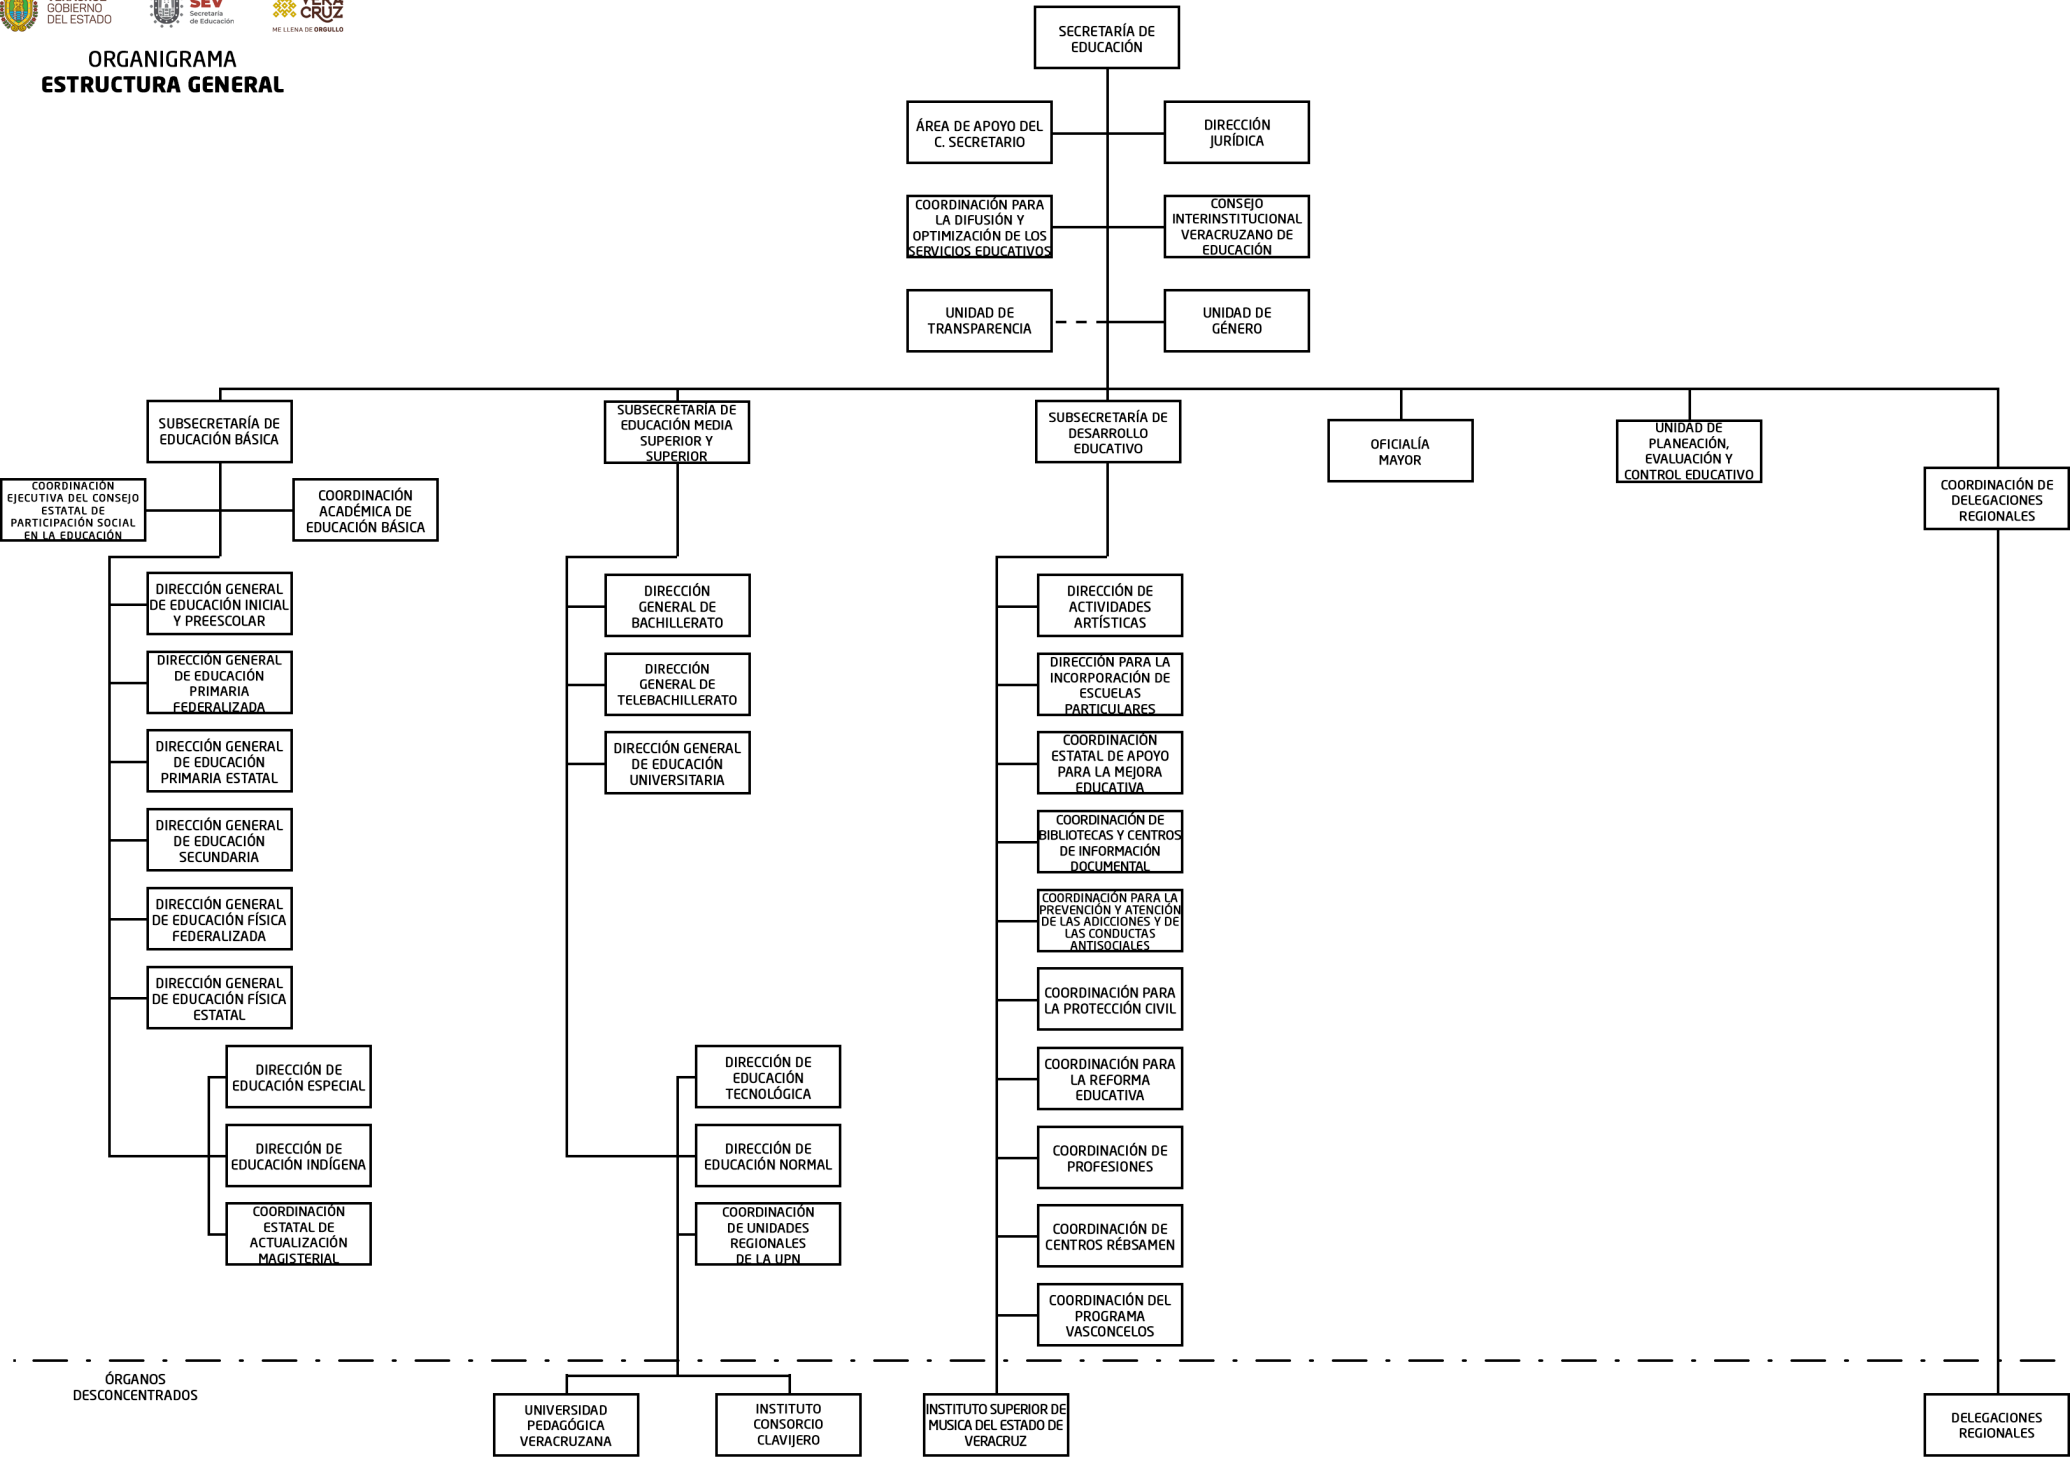 GOBIERNO
DEL ESTADO
SEV
Secretaría
de Educación
VERA
CRUZ
ME LLENA DE ORGULLO
ORGANIGRAMA
ESTRUCTURA GENERAL
SECRETARÍA DE
EDUCACIÓN
ÁREA DE APOYO DEL
C. SECRETARIO
DIRECCIÓN
JURÍDICA
COORDINACIÓN PARA
LA DIFUSIÓN Y
OPTIMIZACIÓN DE LOS
SERVICIOS EDUCATIVOS
CONSEJO
INTERINSTITUCIONAL
VERACRUZANO DE
EDUCACIÓN
UNIDAD DE
TRANSPARENCIA
UNIDAD DE
GÉNERO
SUBSECRETARÍA DE
EDUCACIÓN BÁSICA
SUBSECRETARÍA DE
EDUCACIÓN MEDIA
SUPERIOR Y
SUPERIOR
SUBSECRETARÍA DE
DESARROLLO
EDUCATIVO
OFICIALÍA
MAYOR
UNIDAD DE
PLANEACIÓN,
EVALUACIÓN Y
CONTROL EDUCATIVO
COORDINACIÓN DE
DELEGACIONES
REGIONALES
COORDINACIÓN
EJECUTIVA DEL CONSEJO
ESTATAL DE
PARTICIPACIÓN SOCIAL
EN LA EDUCACIÓN
COORDINACIÓN
ACADÉMICA DE
EDUCACIÓN BÁSICA
DIRECCIÓN GENERAL
DE EDUCACIÓN INICIAL
Y PREESCOLAR
DIRECCIÓN GENERAL
DE EDUCACIÓN
PRIMARIA
FEDERALIZADA
DIRECCIÓN GENERAL
DE EDUCACIÓN
PRIMARIA ESTATAL
DIRECCIÓN GENERAL
DE EDUCACIÓN
SECUNDARIA
DIRECCIÓN GENERAL
DE EDUCACIÓN FÍSICA
FEDERALIZADA
DIRECCIÓN GENERAL
DE EDUCACIÓN FÍSICA
ESTATAL
DIRECCIÓN DE
EDUCACIÓN ESPECIAL
DIRECCIÓN DE
EDUCACIÓN INDÍGENA
COORDINACIÓN
ESTATAL DE
ACTUALIZACIÓN
MAGISTERIAL
DIRECCIÓN
GENERAL DE
BACHILLERATO
DIRECCIÓN
GENERAL DE
TELEBACHILLERATO
DIRECCIÓN GENERAL
DE EDUCACIÓN
UNIVERSITARIA
DIRECCIÓN DE
EDUCACIÓN
TECNOLÓGICA
DIRECCIÓN DE
EDUCACIÓN NORMAL
COORDINACIÓN
DE UNIDADES
REGIONALES
DE LA UPN
DIRECCIÓN DE
ACTIVIDADES
ARTÍSTICAS
DIRECCIÓN PARA LA
INCORPORACIÓN DE
ESCUELAS
PARTICULARES
COORDINACIÓN
ESTATAL DE APOYO
PARA LA MEJORA
EDUCATIVA
COORDINACIÓN DE
BIBLIOTECAS Y CENTROS
DE INFORMACIÓN
DOCUMENTAL
COORDINACIÓN PARA LA
PREVENCIÓN Y ATENCIÓN
DE LAS ADICCIONES Y DE
LAS CONDUCTAS
ANTISOCIALES
COORDINACIÓN PARA
LA PROTECCIÓN CIVIL
COORDINACIÓN PARA
LA REFORMA
EDUCATIVA
COORDINACIÓN DE
PROFESIONES
COORDINACIÓN DE
CENTROS RÉBSAMEN
COORDINACIÓN DEL
PROGRAMA
VASCONCELOS
ÓRGANOS
DESCONCENTRADOS
UNIVERSIDAD
PEDAGÓGICA
VERACRUZANA
INSTITUTO
CONSORCIO
CLAVIJERO
INSTITUTO SUPERIOR DE
MUSICA DEL ESTADO DE
VERACRUZ
DELEGACIONES
REGIONALES